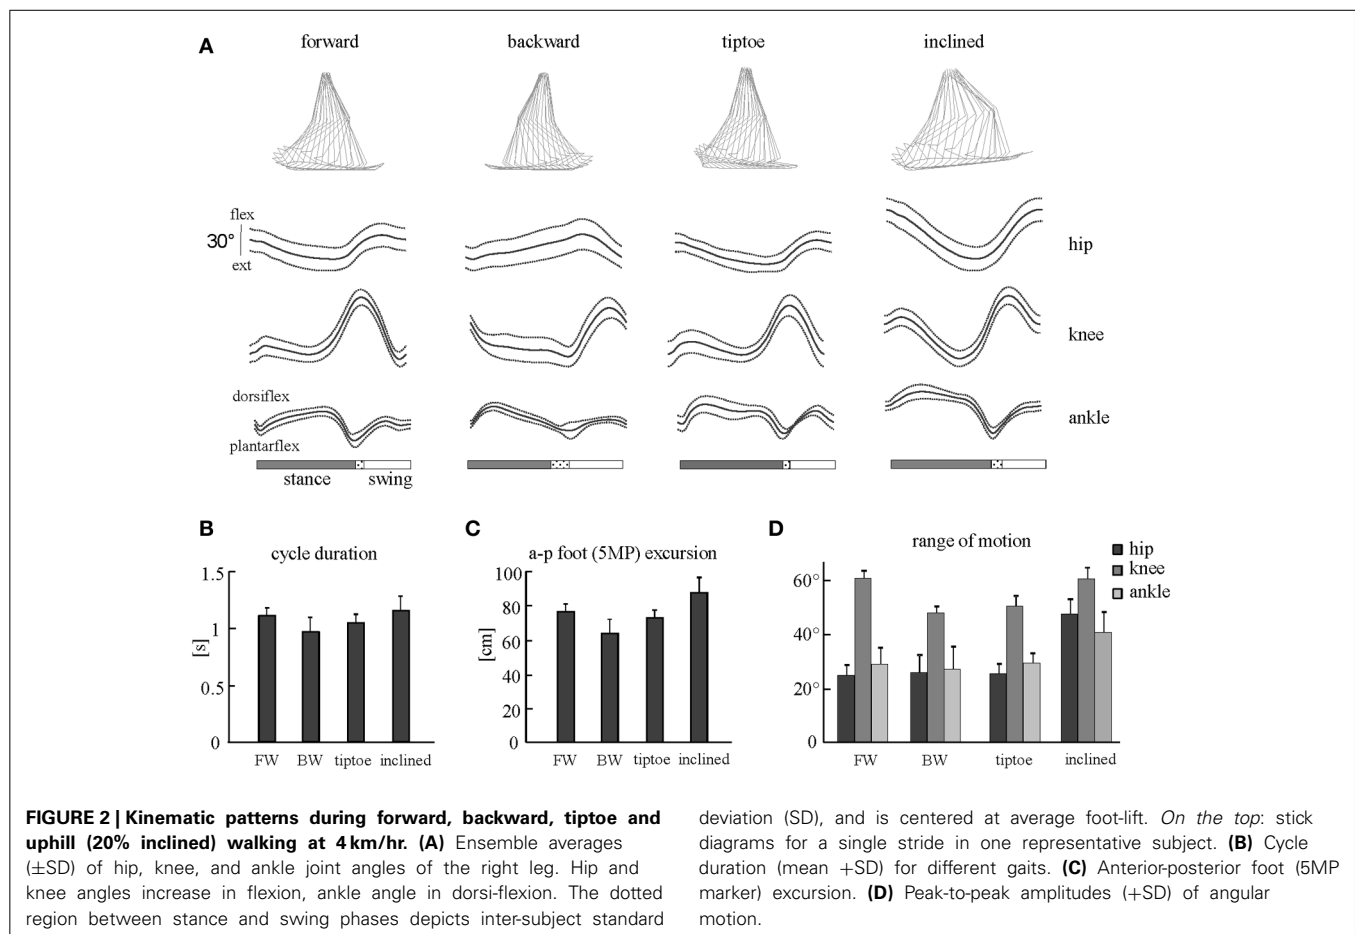 A
forward
backward
tiptoe
inclined
flex
30°
ext
hip
knee
dorsiflex
plantarflex
ankle
stance
swing
B
cycle duration
1.5
1
0.5
0
[s]
FW
BW
tiptoe
inclined
C
a-p foot (5MP) excursion
100
80
60
40
20
0
[cm]
FW
BW
tiptoe
inclined
D
range of motion
hip
knee
ankle
60°
40°
20°
0
FW
BW
tiptoe
inclined
FIGURE 2 | Kinematic patterns during forward, backward, tiptoe and
uphill (20% inclined) walking at 4 km/hr. (A) Ensemble averages
(±SD) of hip, knee, and ankle joint angles of the right leg. Hip and
knee angles increase in flexion, ankle angle in dorsi-flexion. The dotted
region between stance and swing phases depicts inter-subject standard
deviation (SD), and is centered at average foot-lift. On the top: stick
diagrams for a single stride in one representative subject. (B) Cycle
duration (mean +SD) for different gaits. (C) Anterior-posterior foot (5MP
marker) excursion. (D) Peak-to-peak amplitudes (+SD) of angular
motion.